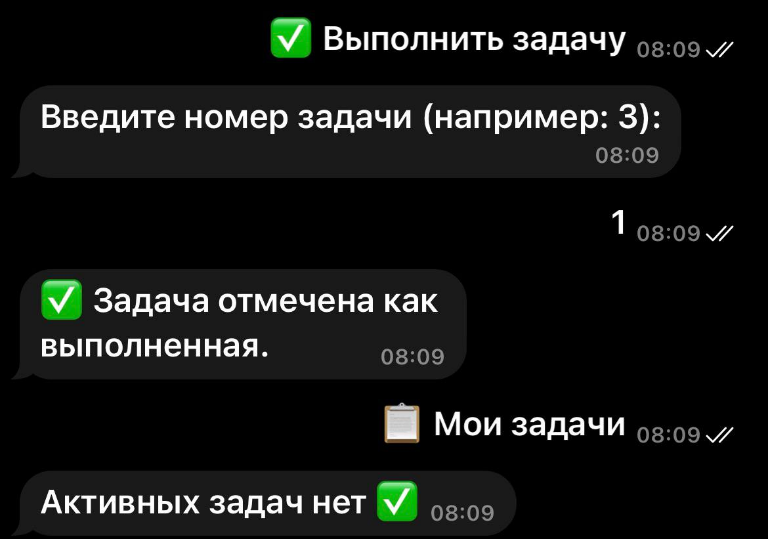 ✅ Выполнить задачу 08:09
Введите номер задачи (например: 3):
08:09
1 08:09
✅ Задача отмечена как
выполненная. 08:09
📋 Мои задачи 08:09
Активных задач нет ✅ 08:09